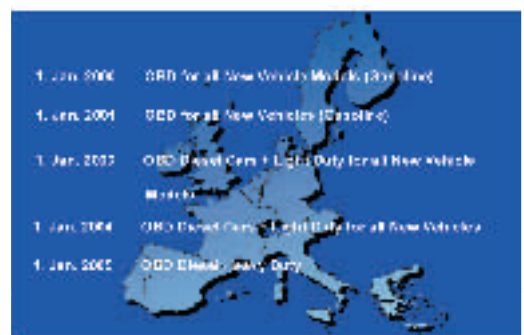 1. Jan. 2000 OBD for all New Vehicle Models (Gasoline)
1. Jan. 2001 OBD for all New Vehicles (Gasoline)
1. Jan. OBD Diesel Cars + Light Duty for all New Vehicle
Models
1. Jan. 2004 OBD Diesel Cars + Light Duty for all New Vehicles
1. Jan. 2005 OBD Diesel Heavy Duty